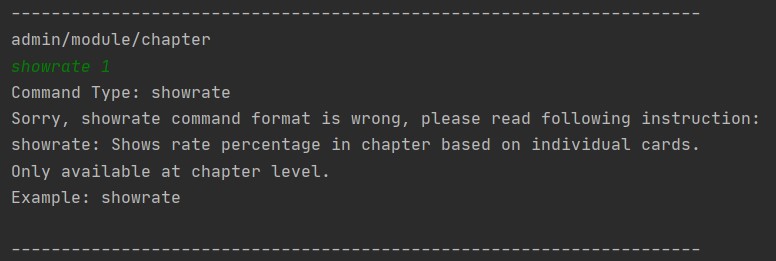 ----------------------------------------------------------------------
admin/module/chapter
showrate 1
Command Type: showrate
Sorry, showrate command format is wrong, please read following instruction:
showrate: Shows rate percentage in chapter based on individual cards.
Only available at chapter level.
Example: showrate
----------------------------------------------------------------------